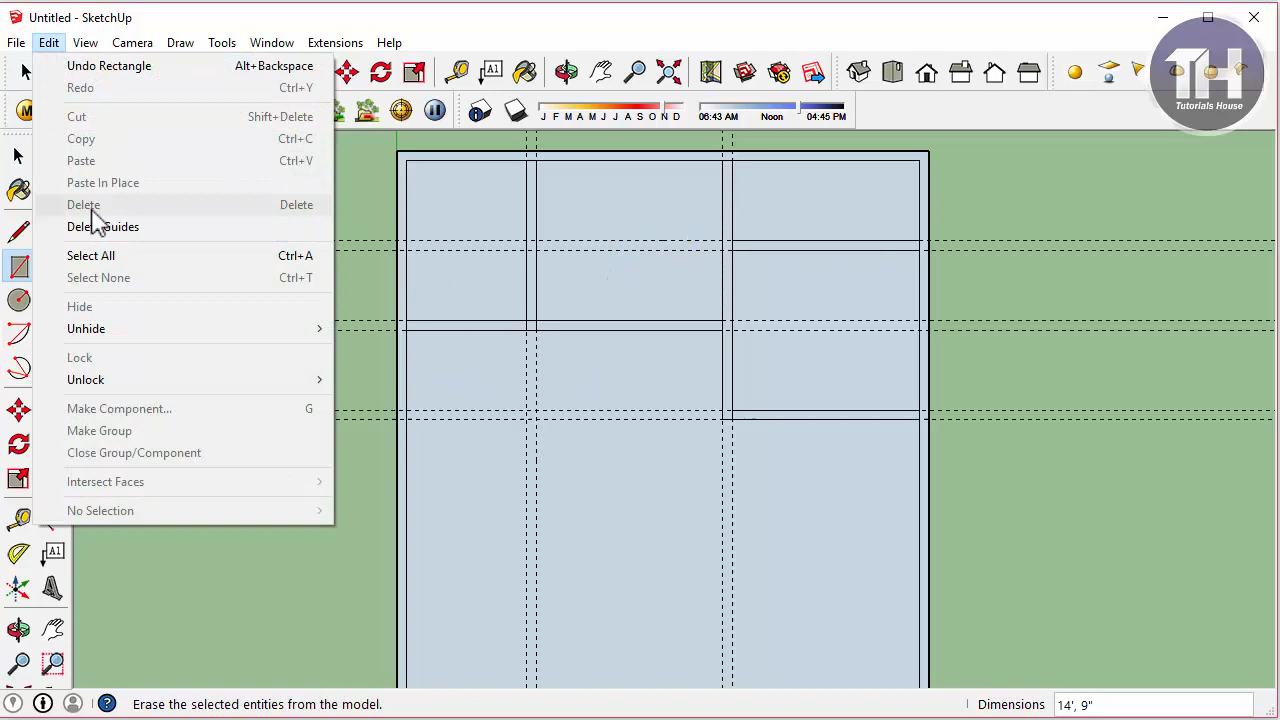 Untitled - SketchUp
File Edit View Camera Draw Tools Window Extensions Help
TH
Tutorials House
Undo Rectangle Alt+Backspace
Redo Ctrl+Y
Cut Shift+Delete
Copy Ctrl+C
Paste Ctrl+V
Paste In Place
Delete Delete
Delete Guides
Select All Ctrl+A
Select None Ctrl+T
Hide
Unhide
Lock
Unlock
Make Component... G
Make Group
Close Group/Component
Intersect Faces
No Selection
A1
M
J F M A M J J A S O N D
06:43 AM Noon 04:45 PM
A1
Erase the selected entities from the model.
Dimensions 14', 9"